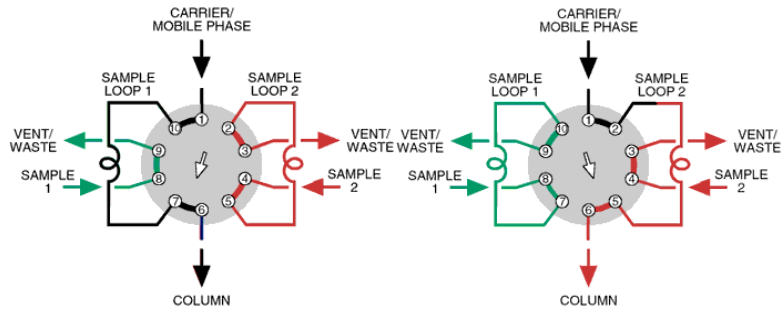 CARRIER/
MOBILE PHASE
SAMPLE
LOOP 1
SAMPLE
LOOP 2
10
1
2
VENT/
WASTE
9
3
VENT/
WASTE
SAMPLE
1
8
4
SAMPLE
2
7
6
5
COLUMN
CARRIER/
MOBILE PHASE
SAMPLE
LOOP 1
SAMPLE
LOOP 2
10
1
2
VENT/
WASTE
9
3
VENT/
WASTE
SAMPLE
1
8
4
SAMPLE
2
7
6
5
COLUMN